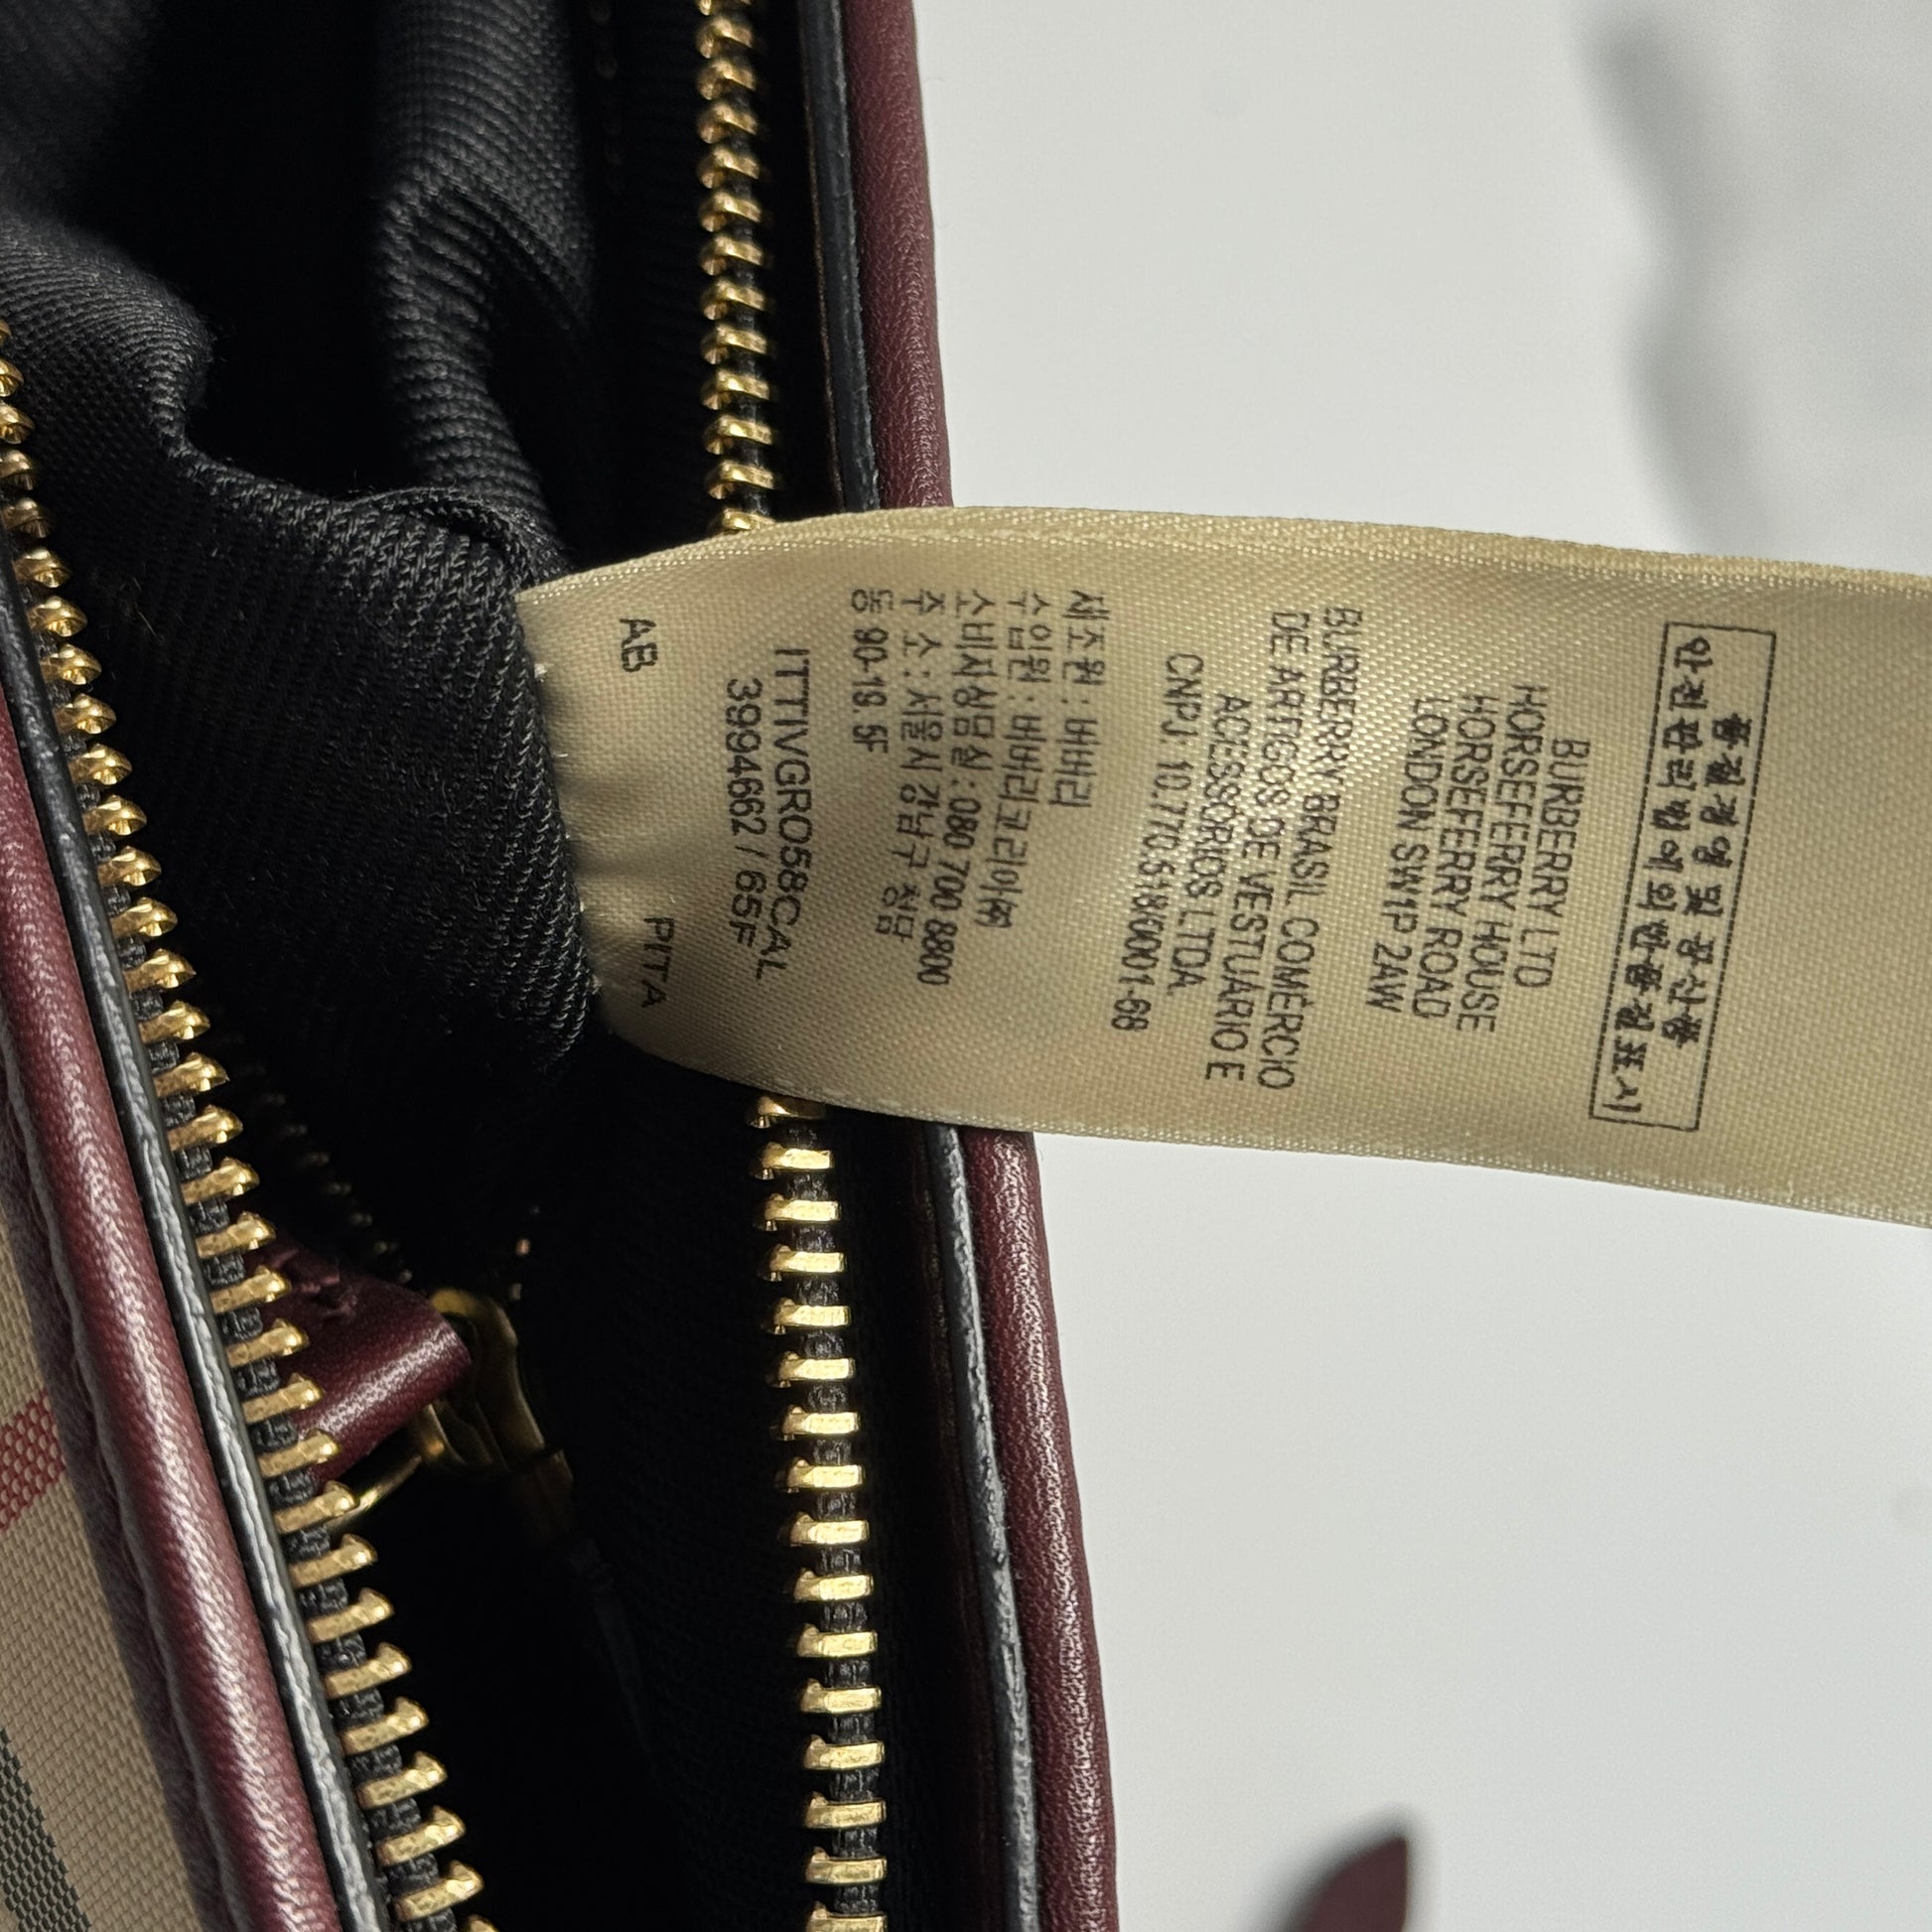 품질경영 및 공산품
안전관리법에의한품질표시
BURBERRY LTD
HORSEFERRY HOUSE
HORSEFERRY ROAD
LONDON SW1P 2AW
BURBERRY BRASIL COMÉRCIO
DE ARTIGOS DE VESTUÁRIO E
ACESSÓRIOS LTDA.
CNPJ: 10.770.518/0001-68
제조원 : 버버리
수입원 : 버버리코리아㈜
소비자상담실 : 080 700 8800
주 소 : 서울시 강남구 청담
동 90-19 5F
ITTIVGRO58CAL
3994662 / 65F
AB PITA